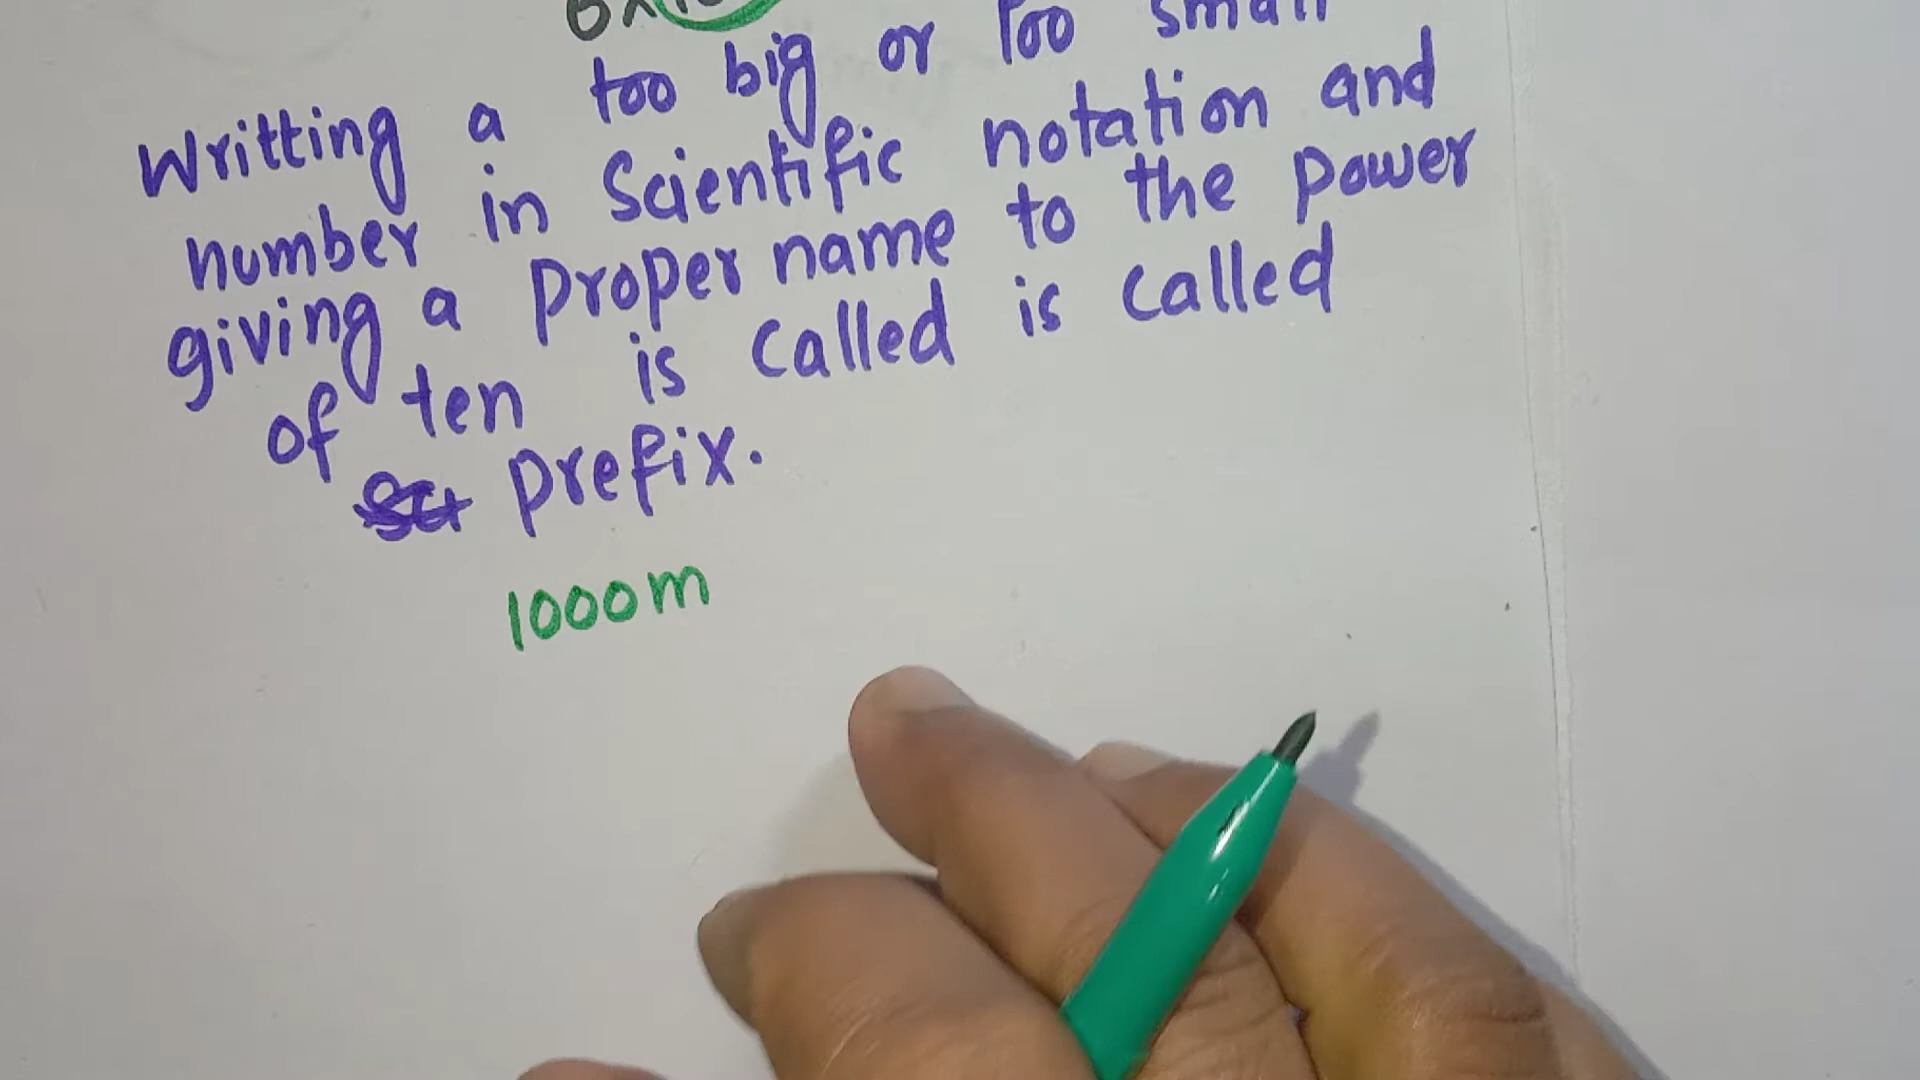 Writting a too big or too small
number in Scientific notation and
giving a Proper name to the power
of ten is called is called
prefix.
1000m